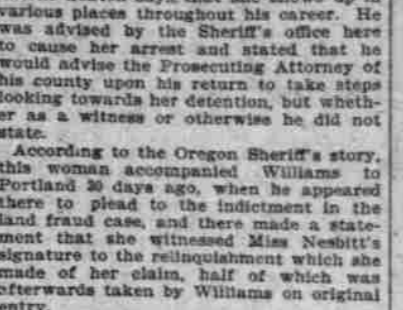 various places throughout his career. He
was advised by the Sheriff's office here
to cause her arrest and stated that he
would advise the Prosecuting Attorney of
his county upon his return to take steps
looking towards her detention, but wheth-
er as a witness or otherwise he did not
state.
According to the Oregon Sheriff's story,
this woman accompanied Williams to
Portland 20 days ago, when he appeared
there to plead to the indictment in the
land fraud case, and there made a state-
ment that she witnessed Miss Nesbitt's
signature to the relinquishment which she
made of her claim, half of which was
afterwards taken by Williams on original
entry.